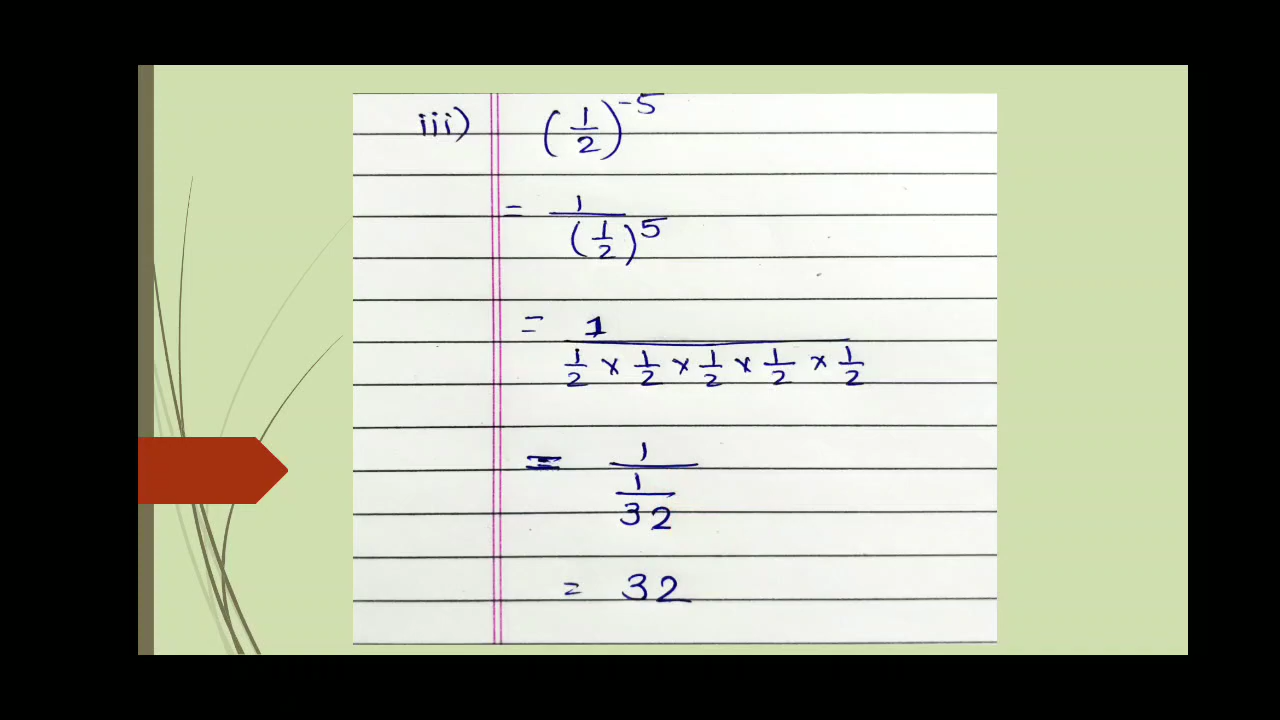 iii) (1/2)^-5
= 1/(1/2)^5
= 1/(1/2 × 1/2 × 1/2 × 1/2 × 1/2)
= 1/(1/32)
= 32